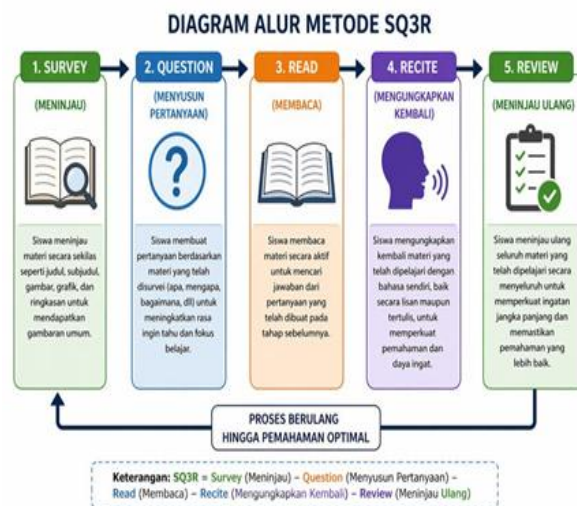 DIAGRAM ALUR METODE SQ3R
1. SURVEY
(MENINJAU)
Siswa meninjau
materi secara sekilas
seperti judul, subjudul,
gambar, grafik, dan
ringkasan untuk
mendapatkan
gambaran umum.
2. QUESTION
(MENYUSUN
PERTANYAAN)
?
Siswa membuat
pertanyaan berdasarkan
materi yang telah
disurvei (apa, mengapa,
bagaimana, dll) untuk
meningkatkan rasa
ingin tahu dan fokus
belajar.
3. READ
(MEMBACA)
Siswa membaca
materi secara aktif
untuk mencari
jawaban dari
pertanyaan yang
telah dibuat pada
tahap sebelumnya.
4. RECITE
(MENGUNGKAPKAN
KEMBALI)
Siswa mengungkapkan
kembali materi yang
telah dipelajari dengan
bahasa sendiri, baik
secara lisan maupun
tertulis, untuk
memperkuat
pemahaman dan
daya ingat.
5. REVIEW
(MENINJAU ULANG)
Siswa meninjau ulang
seluruh materi yang
telah dipelajari secara
menyeluruh untuk
memperkuat ingatan
jangka panjang dan
memastikan
pemahaman yang
lebih baik.
PROSES BERULANG
HINGGA PEMAHAMAN OPTIMAL
Keterangan: SQ3R = Survey (Meninjau) – Question (Menyusun Pertanyaan) –
Read (Membaca) – Recite (Mengungkapkan Kembali) – Review (Meninjau Ulang)